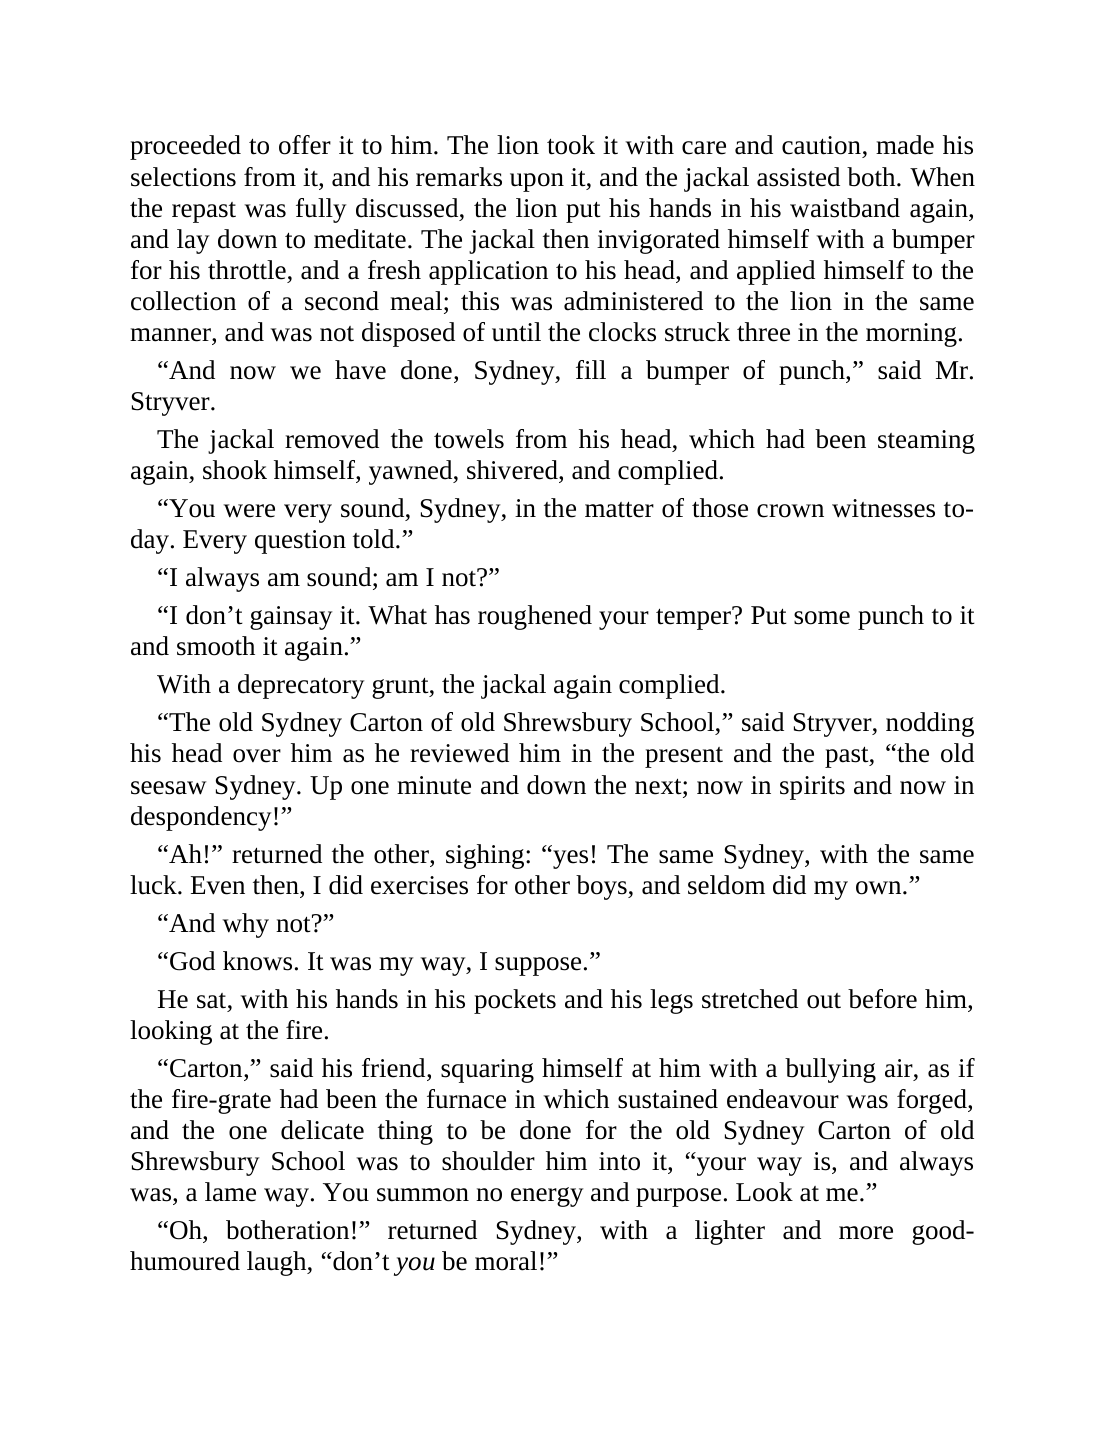 proceeded to offer it to him. The lion took it with care and caution, made his
selections from it, and his remarks upon it, and the jackal assisted both. When
the repast was fully discussed, the lion put his hands in his waistband again,
and lay down to meditate. The jackal then invigorated himself with a bumper
for his throttle, and a fresh application to his head, and applied himself to the
collection of a second meal; this was administered to the lion in the same
manner, and was not disposed of until the clocks struck three in the morning.
“And now we have done, Sydney, fill a bumper of punch,” said Mr.
Stryver.
The jackal removed the towels from his head, which had been steaming
again, shook himself, yawned, shivered, and complied.
“You were very sound, Sydney, in the matter of those crown witnesses to-
day. Every question told.”
“I always am sound; am I not?”
“I don’t gainsay it. What has roughened your temper? Put some punch to it
and smooth it again.”
With a deprecatory grunt, the jackal again complied.
“The old Sydney Carton of old Shrewsbury School,” said Stryver, nodding
his head over him as he reviewed him in the present and the past, “the old
seesaw Sydney. Up one minute and down the next; now in spirits and now in
despondency!”
“Ah!” returned the other, sighing: “yes! The same Sydney, with the same
luck. Even then, I did exercises for other boys, and seldom did my own.”
“And why not?”
“God knows. It was my way, I suppose.”
He sat, with his hands in his pockets and his legs stretched out before him,
looking at the fire.
“Carton,” said his friend, squaring himself at him with a bullying air, as if
the fire-grate had been the furnace in which sustained endeavour was forged,
and the one delicate thing to be done for the old Sydney Carton of old
Shrewsbury School was to shoulder him into it, “your way is, and always
was, a lame way. You summon no energy and purpose. Look at me.”
“Oh, botheration!” returned Sydney, with a lighter and more good-
humoured laugh, “don’t you be moral!”